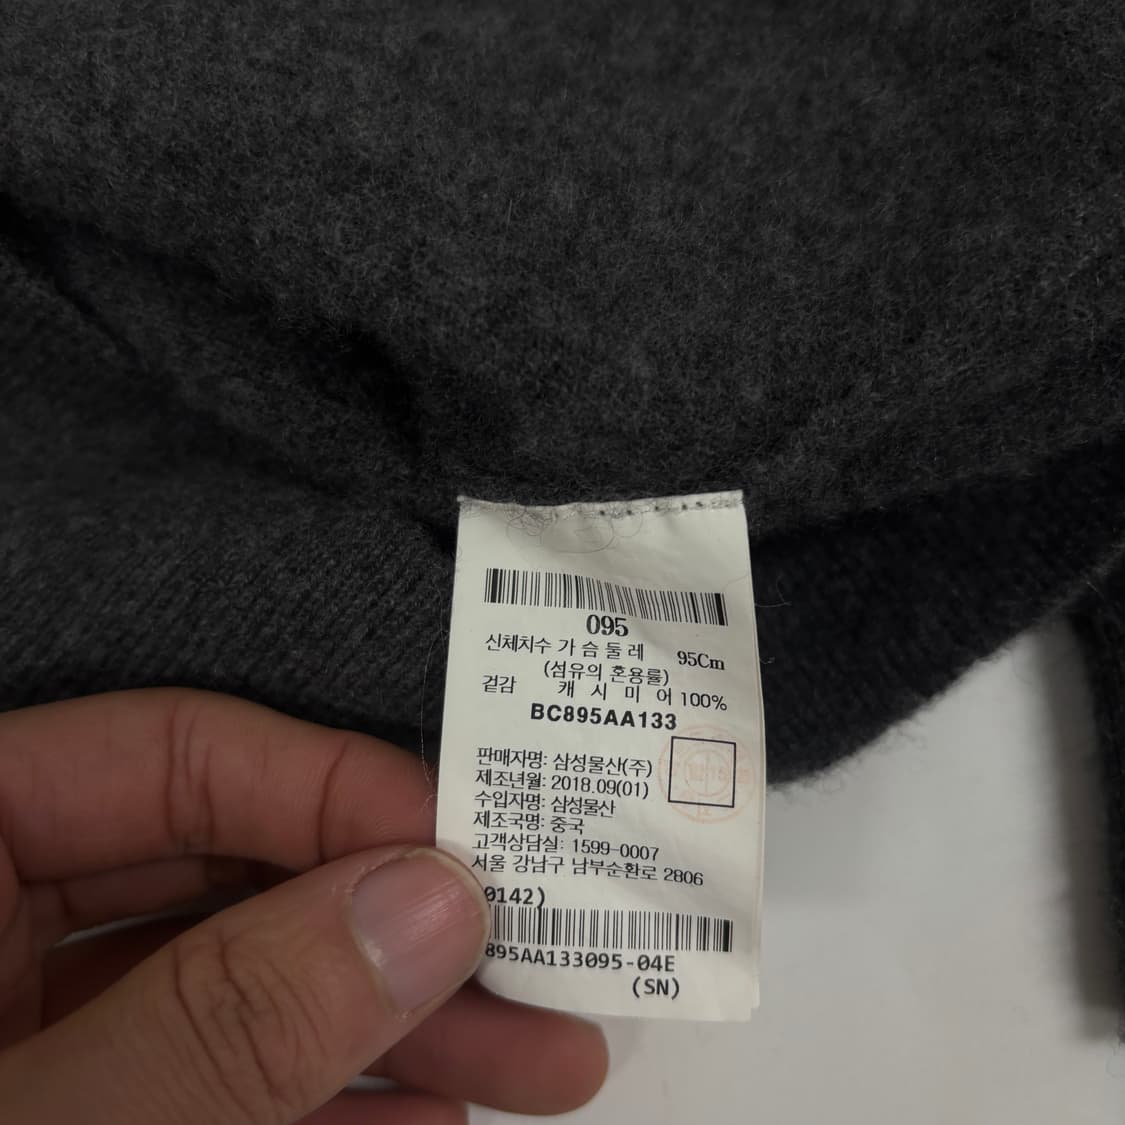 095
신체치수 가 슴 둘 레 95Cm
(섬유의 혼용률)
겉감 캐 시 미 어 100%
BC895AA133
판매자명: 삼성물산(주)
제조년월: 2018.09(01)
수입자명: 삼성물산
제조국명: 중국
고객상담실: 1599-0007
서울 강남구 남부순환로 2806
0142)
895AA133095-04E
(SN)